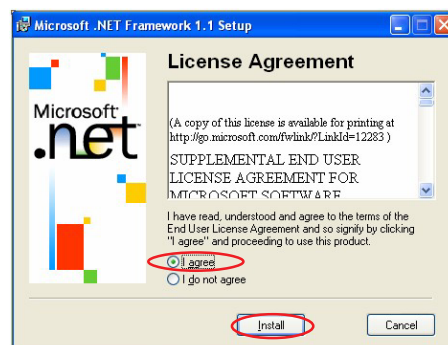 Microsoft .NET Framework 1.1 Setup
Microsoft
.net
License Agreement
(A copy of this license is available for printing at
http://go.microsoft.com/fwlink/?LinkId=12283 )
SUPPLEMENTAL END USER
LICENSE AGREEMENT FOR
MICROSOFT SOFTWARE
I have read, understood and agree to the terms of the
End User License Agreement and so signify by clicking
"I agree" and proceeding to use this product.
I agree
I do not agree
Install
Cancel